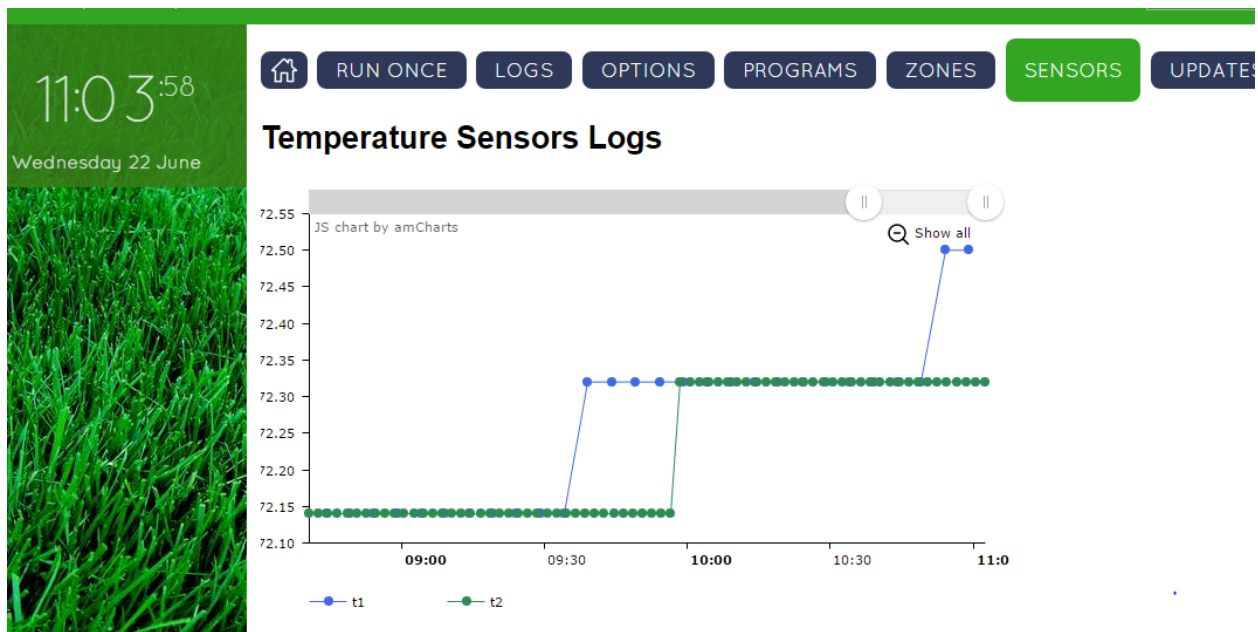 11:03:58
Wednesday 22 June
RUN ONCE LOGS OPTIONS PROGRAMS ZONES SENSORS UPDATES
Temperature Sensors Logs
JS chart by amCharts
Show all
72.55
72.50
72.45
72.40
72.35
72.30
72.25
72.20
72.15
72.10
09:00 09:30 10:00 10:30 11:0
t1 t2